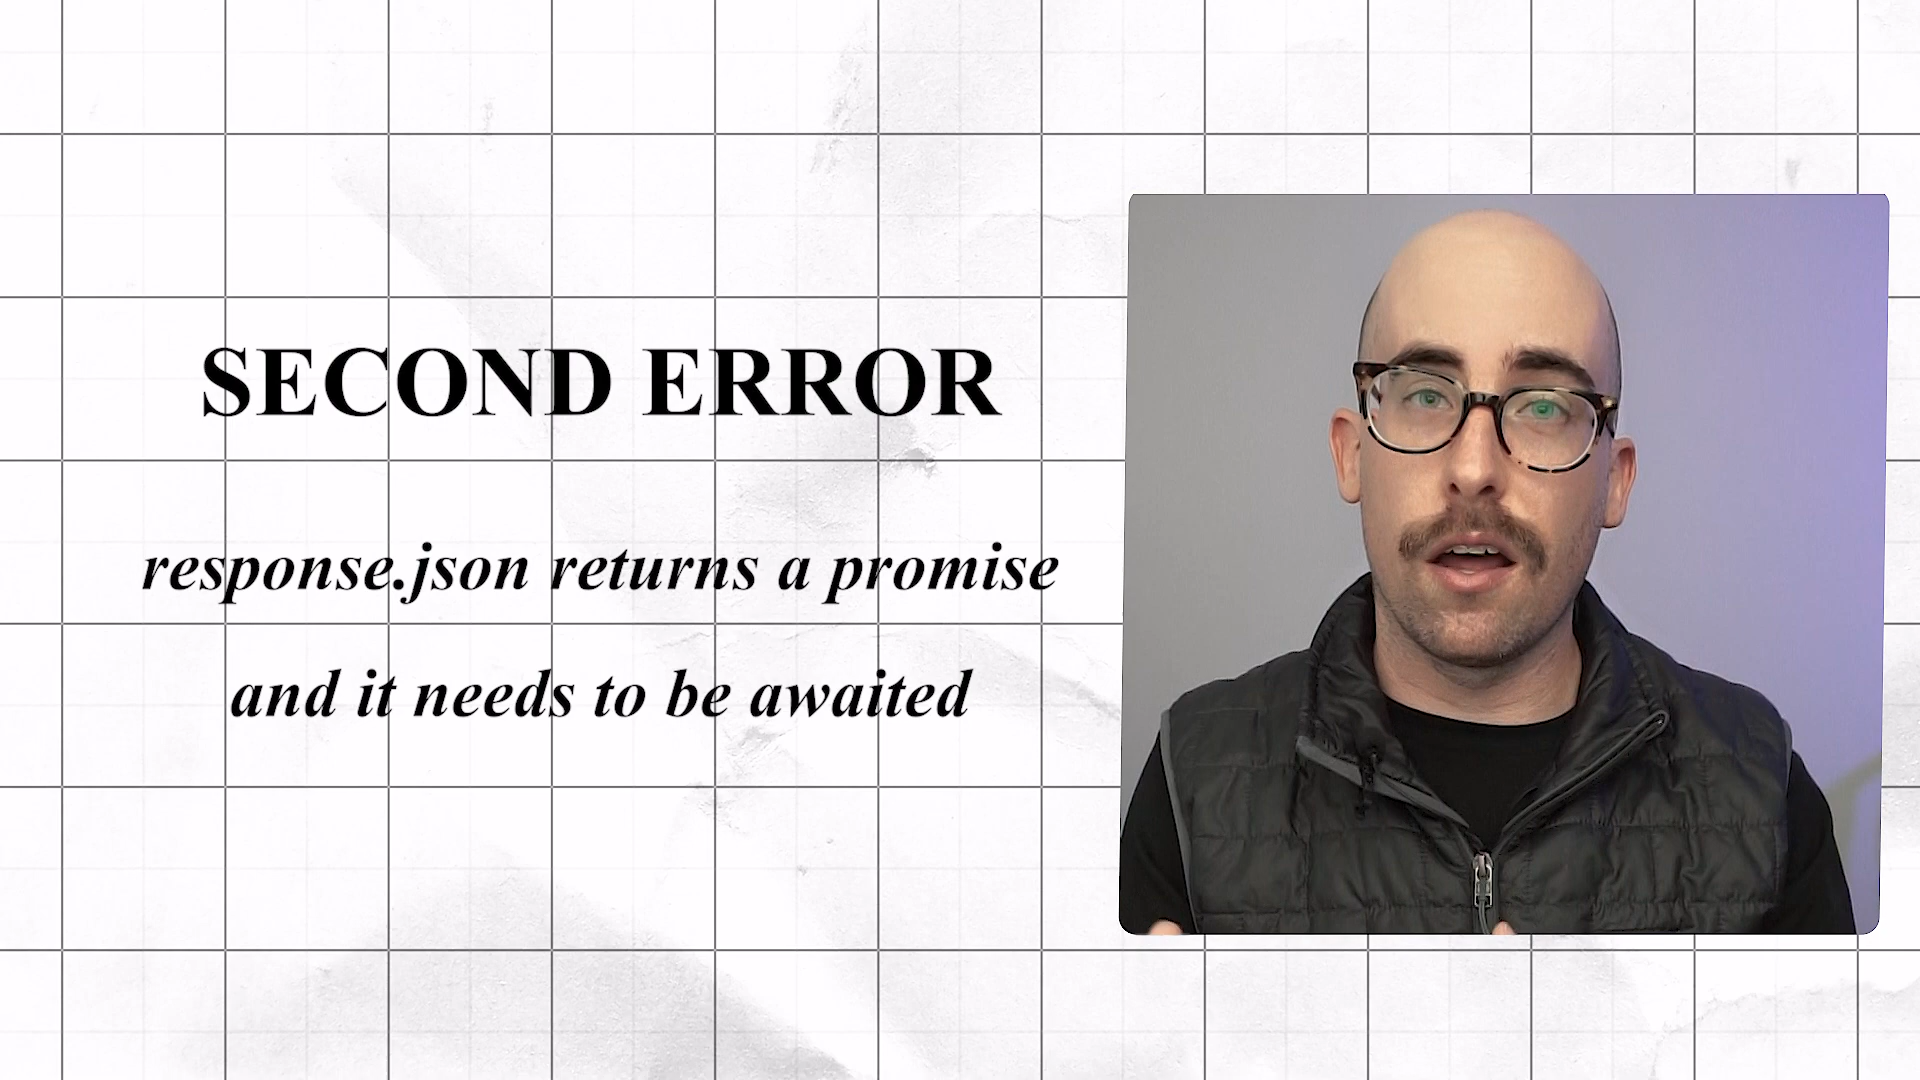 SECOND ERROR
response.json returns a promise
and it needs to be awaited